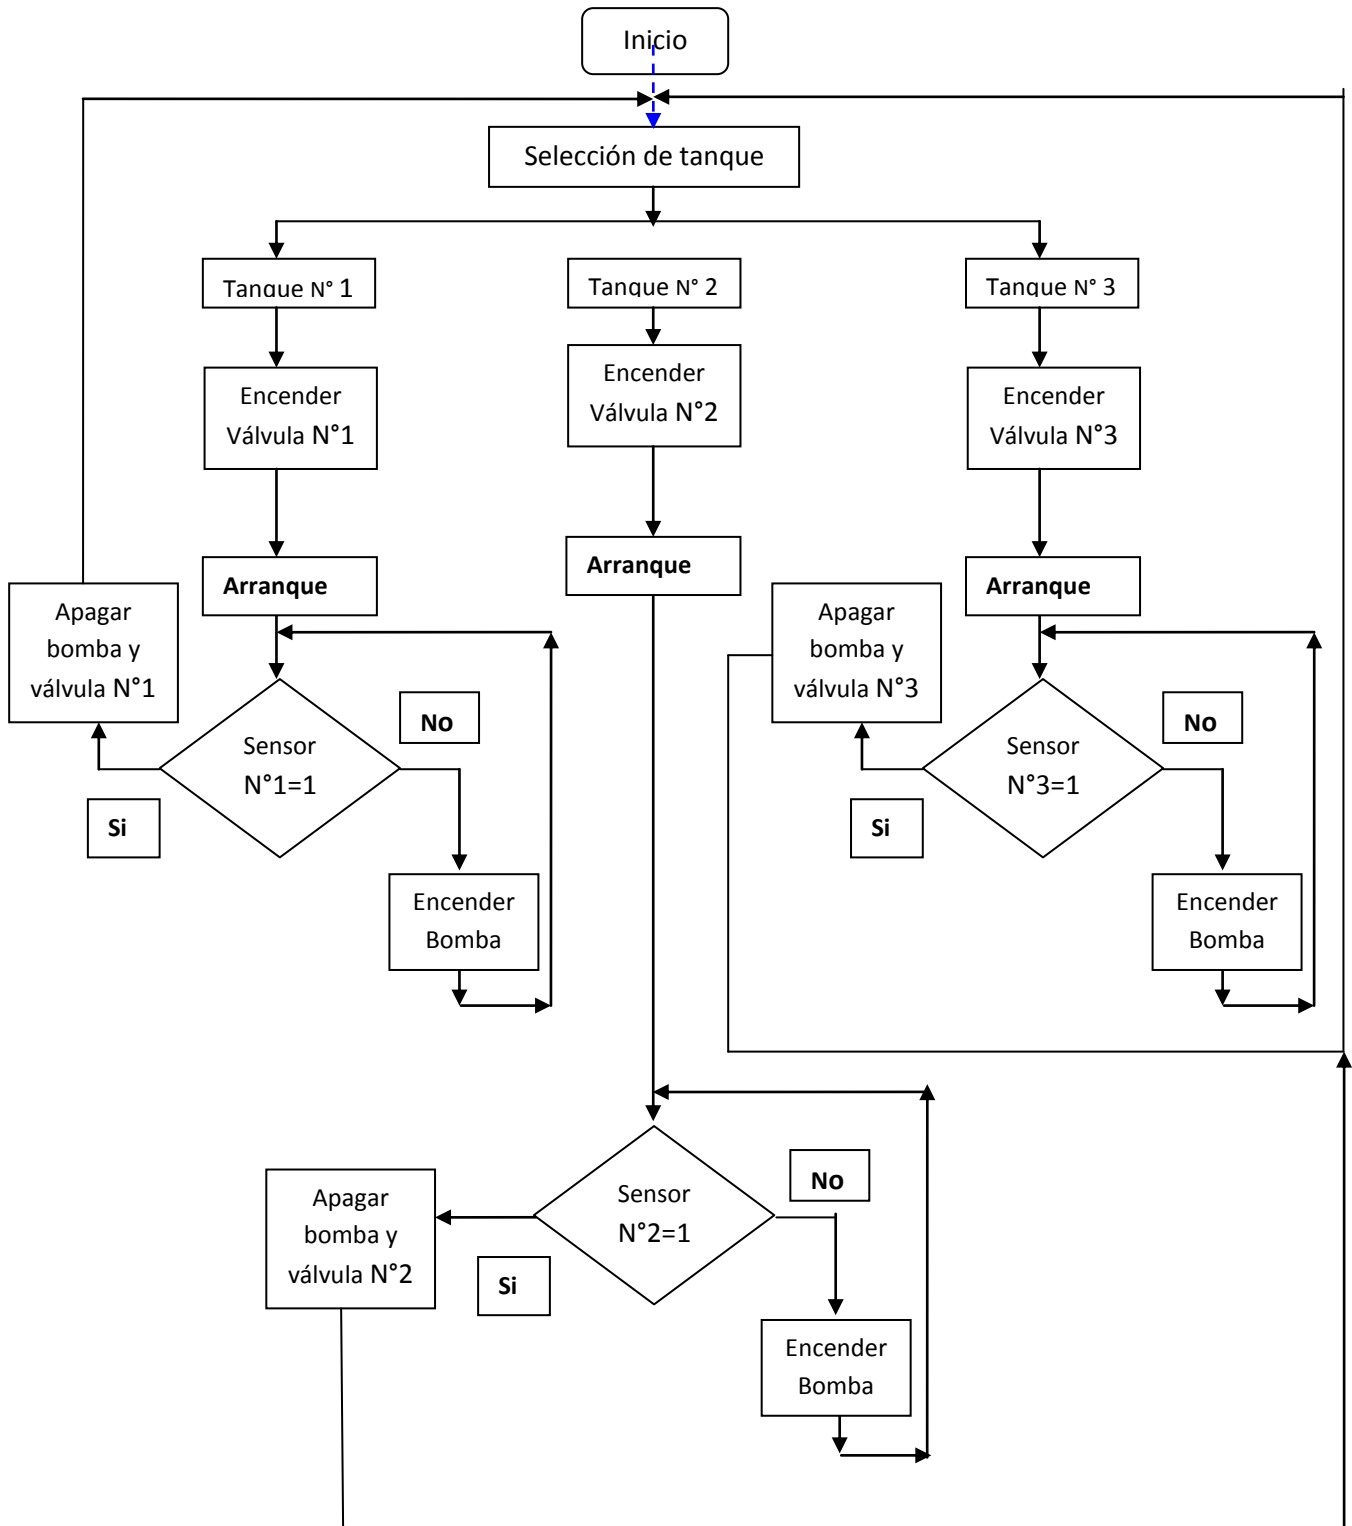 Inicio
Selección de tanque
Tanque N° 1
Tanque N° 2
Tanque N° 3
Encender
Válvula N°1
Encender
Válvula N°2
Encender
Válvula N°3
Arranque
Arranque
Arranque
Apagar
bomba y
válvula N°1
Apagar
bomba y
válvula N°3
No
No
Sensor
N°1=1
Sensor
N°3=1
Si
Si
Encender
Bomba
Encender
Bomba
No
Apagar
bomba y
válvula N°2
Sensor
N°2=1
Si
Encender
Bomba